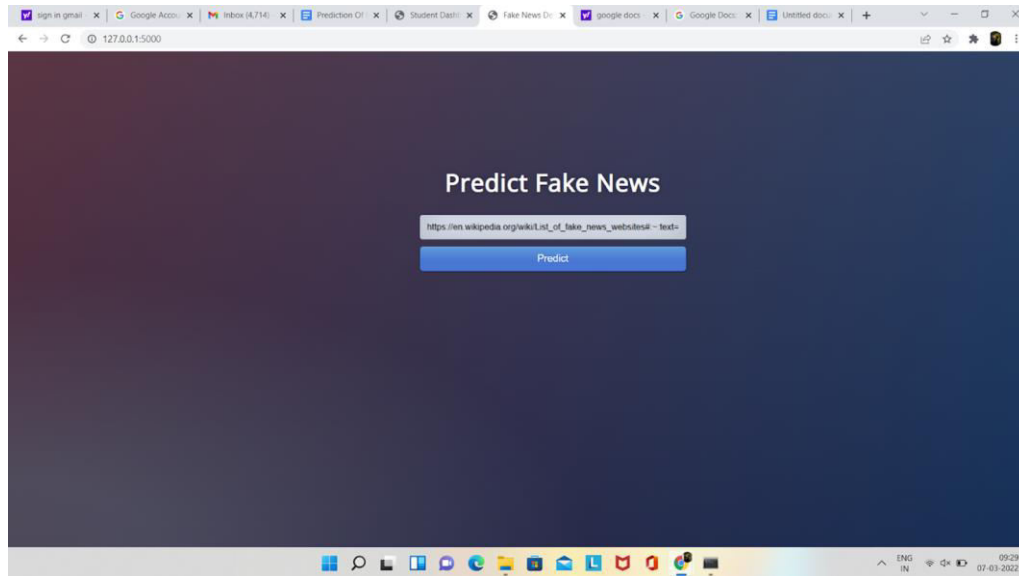 sign in gmail
Google Accou
Inbox (4,714)
Prediction Of
Student Dash
Fake News De
google docs
Google Docs:
Untitled docu
127.0.0.1:5000
Predict Fake News
https://en.wikipedia.org/wiki/List_of_fake_news_websites#:~:text=
Predict
ENG
IN
09:29
07-03-2022